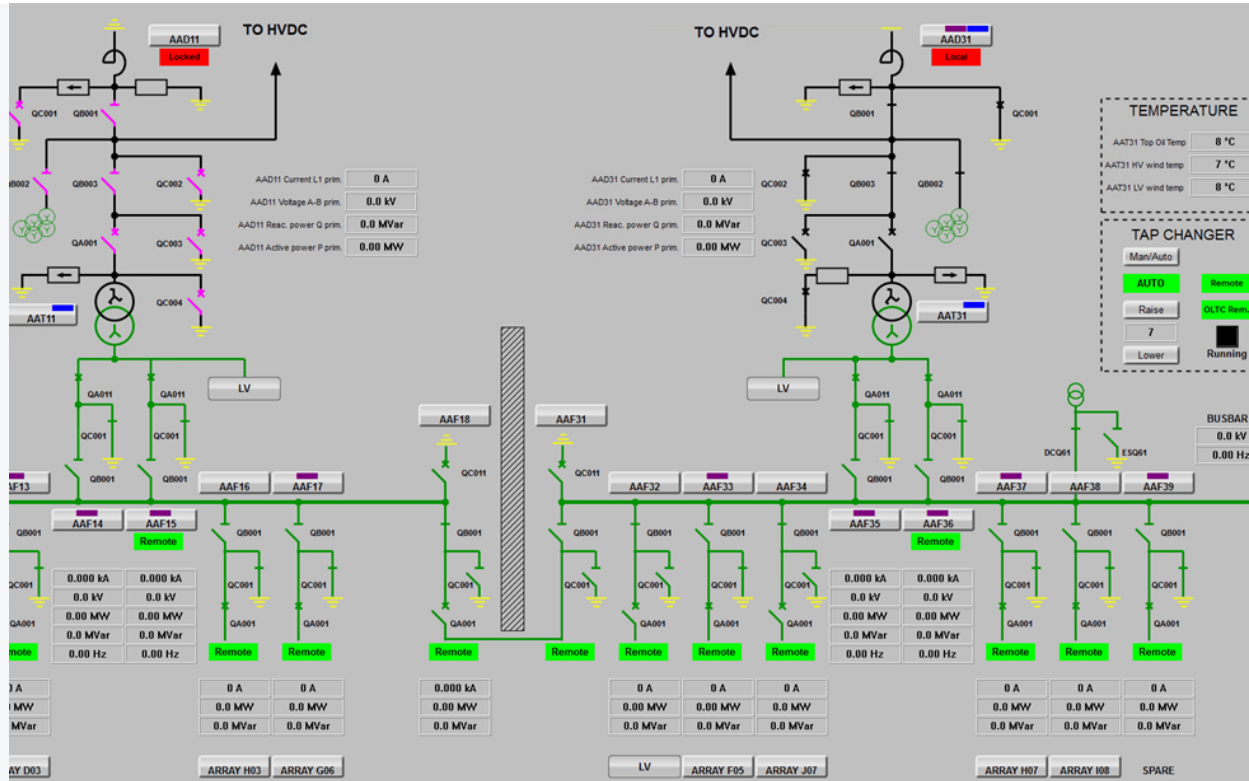 TO HVDC
AAD11
Locked
QC001
QB001
QB002
QB003
QC002
QA001
QC003
QC004
AAT11
AAD11 Current L1 prim. 0 A
AAD11 Voltage A-B prim. 0.0 kV
AAD11 Reac. power Q prim. 0.0 MVar
AAD11 Active power P prim. 0.00 MW
TO HVDC
AAD31
Local
QB001
QC001
QC002
QB003
QB002
QC003
QA001
QC004
AAT31
AAD31 Current L1 prim. 0 A
AAD31 Voltage A-B prim. 0.0 kV
AAD31 Reac. power Q prim. 0.0 MVar
AAD31 Active power P prim. 0.00 MW
TEMPERATURE
AAT31 Top Oil Temp 8 °C
AAT31 HV wind temp 7 °C
AAT31 LV wind temp 8 °C
TAP CHANGER
Man/Auto
AUTO Remote
Raise OLTC Rem.
7
Lower Running
BUSBAR
0.0 kV
0.00 Hz
LV
LV
QA011 QA011
QC001 QC001
QB001 QB001
AAF18
QC011
AAF31
QC011
QA011 QA011
QC001 QC001
QB001 QB001
DCQ61 ESQ61
AAF13 AAF16 AAF17 AAF32 AAF33 AAF34 AAF37 AAF38 AAF39
AAF14 AAF15 AAF35 AAF36
Remote Remote
QB001 QB001 QB001 QB001 QB001 QB001 QB001 QB001 QB001 QB001 QB001
QC001 QC001 QC001 QC001 QC001 QC001 QC001 QC001 QC001 QC001 QC001
QA001 QA001 QA001 QA001 QA001 QA001 QA001 QA001 QA001 QA001
0.000 kA 0.000 kA 0.000 kA 0.000 kA
0.0 kV 0.0 kV 0.0 kV 0.0 kV
0.00 MW 0.00 MW 0.00 MW 0.00 MW
0.0 MVar 0.0 MVar 0.0 MVar 0.0 MVar
0.00 Hz 0.00 Hz 0.00 Hz 0.00 Hz
mote Remote Remote Remote Remote Remote Remote Remote Remote Remote Remote
0 A 0 A 0 A 0.000 kA 0 A 0 A 0 A 0 A 0 A 0 A
MW 0.0 MW 0.0 MW 0.00 MW 0.00 MW 0.0 MW 0.0 MW 0.0 MW 0.0 MW 0.0 MW
MVar 0.0 MVar 0.0 MVar 0.0 MVar 0.0 MVar 0.0 MVar 0.0 MVar 0.0 MVar 0.0 MVar 0.0 MVar
AY D03 ARRAY H03 ARRAY G06 LV ARRAY F05 ARRAY J07 ARRAY H07 ARRAY I08 SPARE